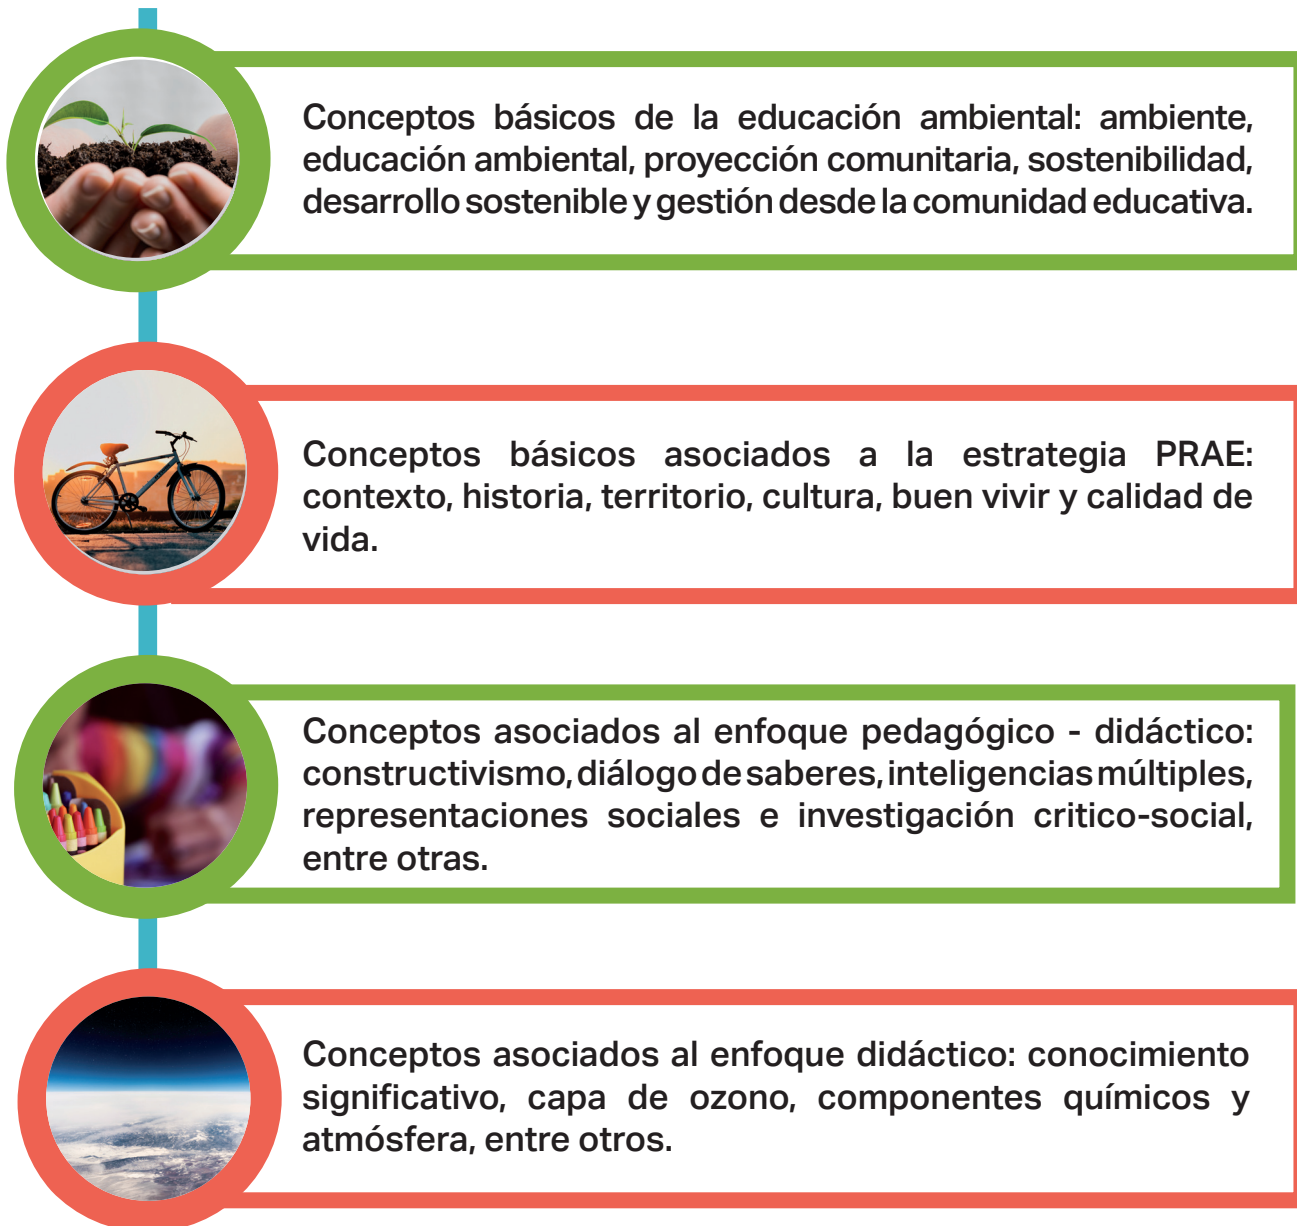 Conceptos básicos de la educación ambiental: ambiente,
educación ambiental, proyección comunitaria, sostenibilidad,
desarrollo sostenible y gestión desde la comunidad educativa.
Conceptos básicos asociados a la estrategia PRAE:
contexto, historia, territorio, cultura, buen vivir y calidad de
vida.
Conceptos asociados al enfoque pedagógico - didáctico:
constructivismo, diálogo de saberes, inteligencias múltiples,
representaciones sociales e investigación critico-social,
entre otras.
Conceptos asociados al enfoque didáctico: conocimiento
significativo, capa de ozono, componentes químicos y
atmósfera, entre otros.